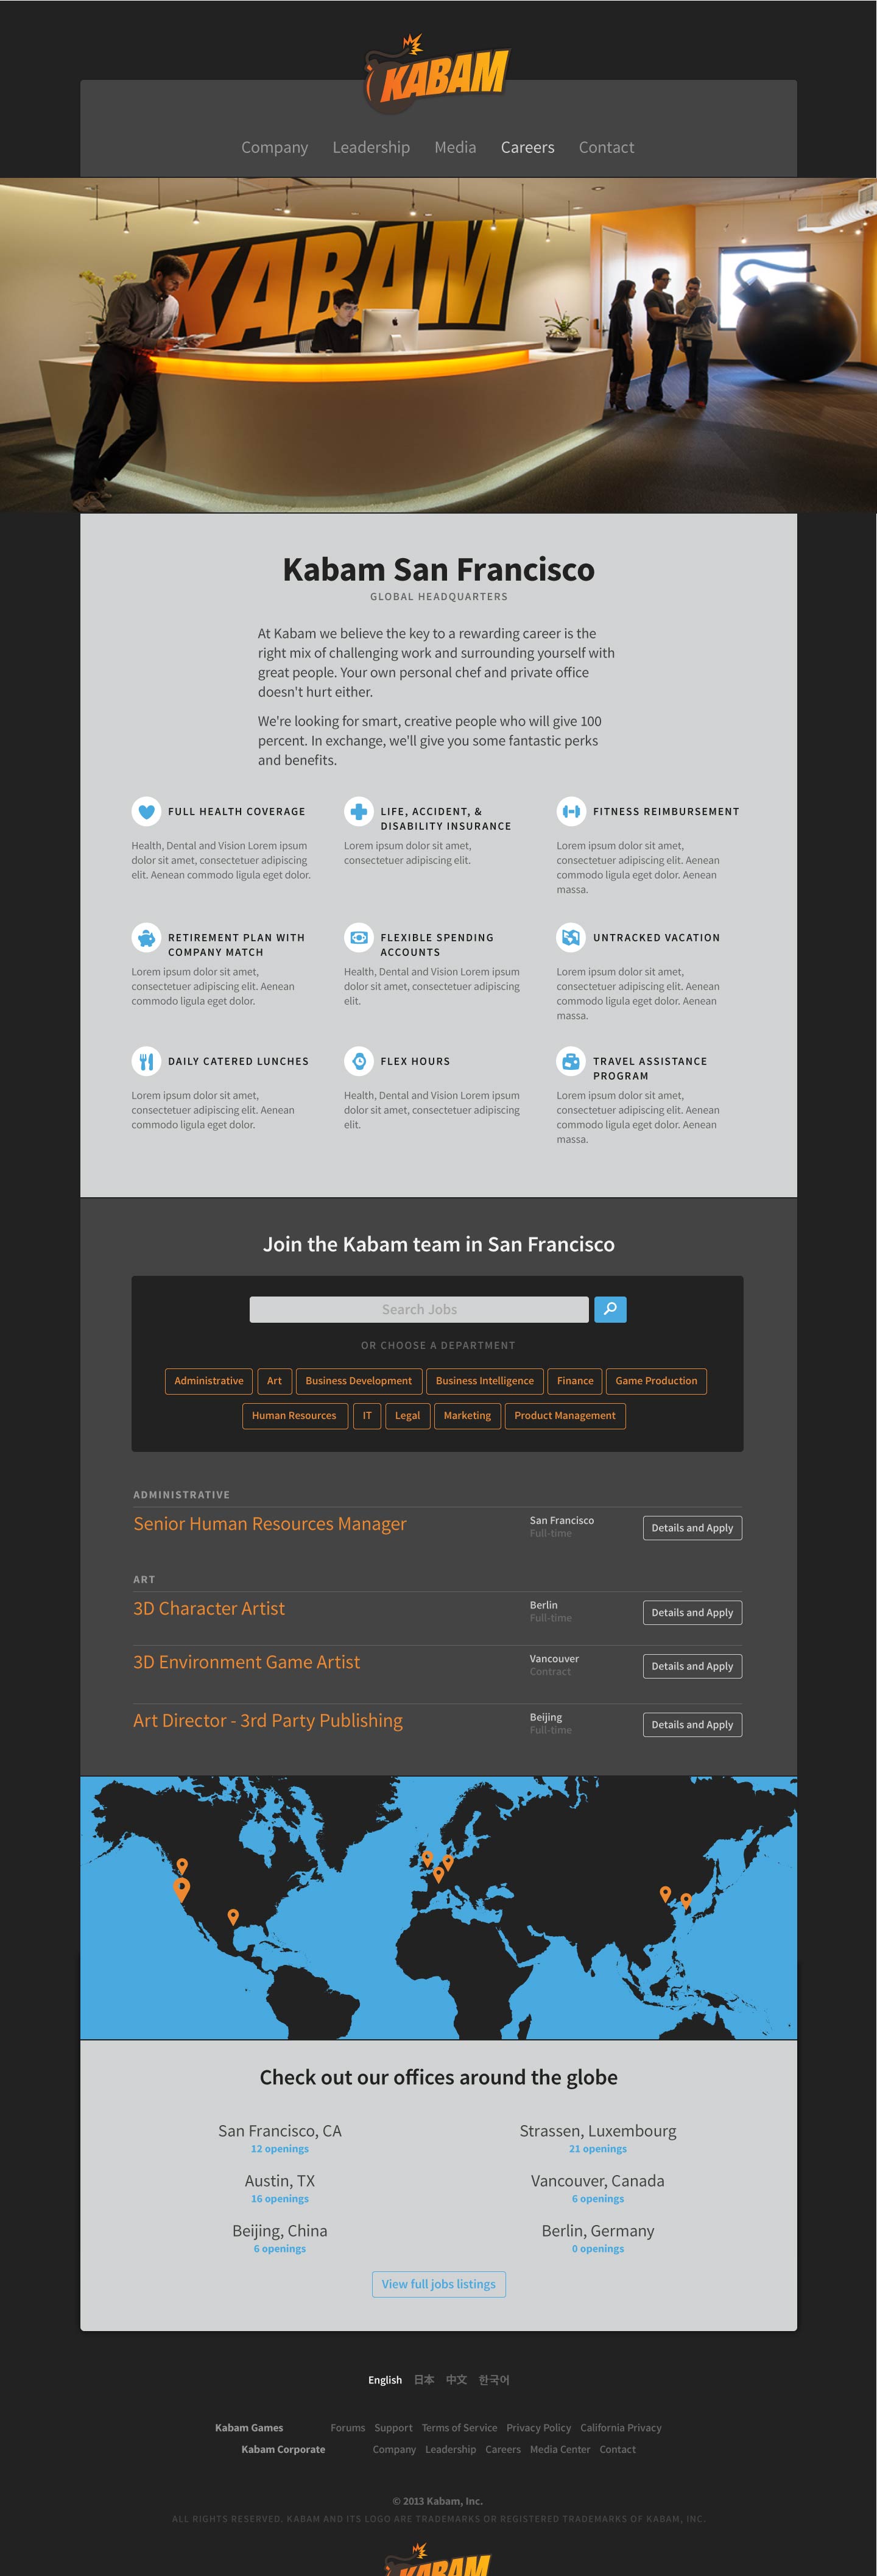 KABAM
Company Leadership Media Careers Contact
KABAM
Kabam San Francisco
GLOBAL HEADQUARTERS
At Kabam we believe the key to a rewarding career is the
right mix of challenging work and surrounding yourself with
great people. Your own personal chef and private office
doesn't hurt either.
We're looking for smart, creative people who will give 100
percent. In exchange, we'll give you some fantastic perks
and benefits.
FULL HEALTH COVERAGE
Health, Dental and Vision Lorem ipsum
dolor sit amet, consectetuer adipiscing
elit. Aenean commodo ligula eget dolor.
LIFE, ACCIDENT, &
DISABILITY INSURANCE
Lorem ipsum dolor sit amet,
consectetuer adipiscing elit.
FITNESS REIMBURSEMENT
Lorem ipsum dolor sit amet,
consectetuer adipiscing elit. Aenean
commodo ligula eget dolor. Aenean
massa.
RETIREMENT PLAN WITH
COMPANY MATCH
Lorem ipsum dolor sit amet,
consectetuer adipiscing elit. Aenean
commodo ligula eget dolor.
FLEXIBLE SPENDING
ACCOUNTS
Health, Dental and Vision Lorem ipsum
dolor sit amet, consectetuer adipiscing
elit.
UNTRACKED VACATION
Lorem ipsum dolor sit amet,
consectetuer adipiscing elit. Aenean
commodo ligula eget dolor. Aenean
massa.
DAILY CATERED LUNCHES
Lorem ipsum dolor sit amet,
consectetuer adipiscing elit. Aenean
commodo ligula eget dolor.
FLEX HOURS
Health, Dental and Vision Lorem ipsum
dolor sit amet, consectetuer adipiscing
elit.
TRAVEL ASSISTANCE
PROGRAM
Lorem ipsum dolor sit amet,
consectetuer adipiscing elit. Aenean
commodo ligula eget dolor. Aenean
massa.
Join the Kabam team in San Francisco
Search Jobs
OR CHOOSE A DEPARTMENT
Administrative Art Business Development Business Intelligence Finance Game Production
Human Resources IT Legal Marketing Product Management
ADMINISTRATIVE
Senior Human Resources Manager
San Francisco
Full-time
Details and Apply
ART
3D Character Artist
Berlin
Full-time
Details and Apply
3D Environment Game Artist
Vancouver
Contract
Details and Apply
Art Director - 3rd Party Publishing
Beijing
Full-time
Details and Apply
Check out our offices around the globe
San Francisco, CA
12 openings
Strassen, Luxembourg
21 openings
Austin, TX
16 openings
Vancouver, Canada
6 openings
Beijing, China
6 openings
Berlin, Germany
0 openings
View full jobs listings
English 日本 中文 한국어
Kabam Games Forums Support Terms of Service Privacy Policy California Privacy
Kabam Corporate Company Leadership Careers Media Center Contact
© 2013 Kabam, Inc.
ALL RIGHTS RESERVED. KABAM AND ITS LOGO ARE TRADEMARKS OR REGISTERED TRADEMARKS OF KABAM, INC.
KABAM